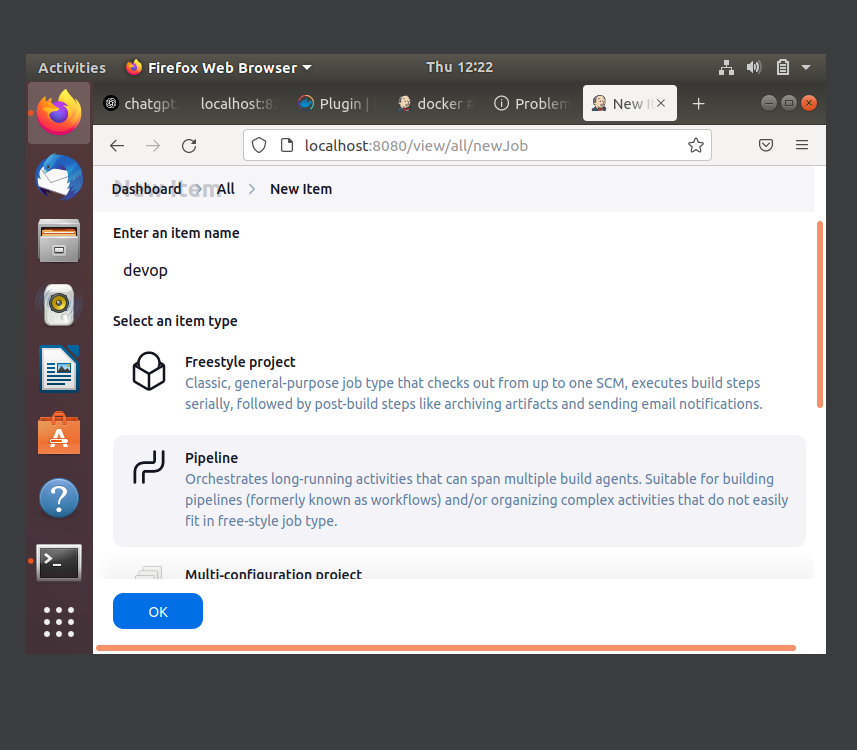 Activities Firefox Web Browser Thu 12:22
chatgpt localhost:8 Plugin | docker Problem New I
localhost:8080/view/all/newJob
New Item
Dashboard All New Item
Enter an item name
devop
Select an item type
Freestyle project
Classic, general-purpose job type that checks out from up to one SCM, executes build steps
serially, followed by post-build steps like archiving artifacts and sending email notifications.
Pipeline
Orchestrates long-running activities that can span multiple build agents. Suitable for building
pipelines (formerly known as workflows) and/or organizing complex activities that do not easily
fit in free-style job type.
Multi-configuration project
OK